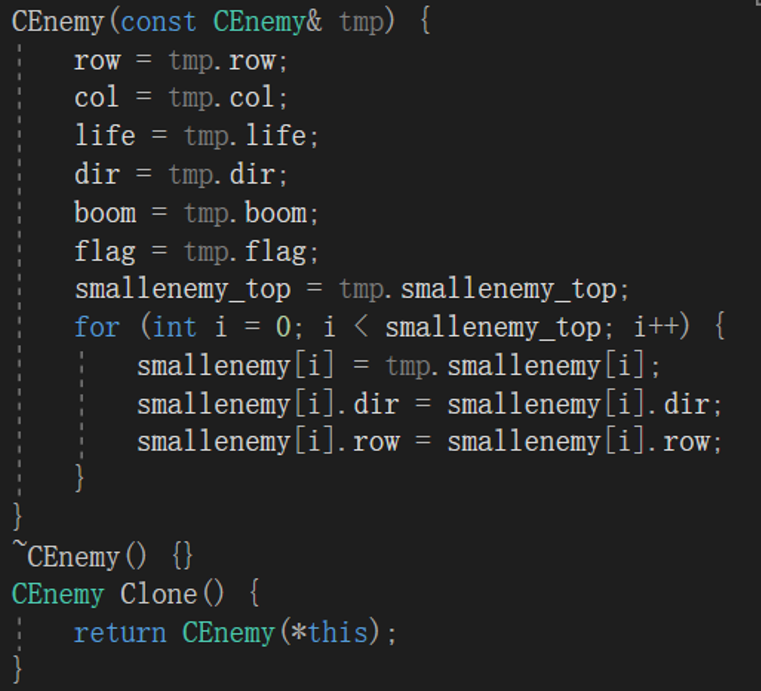 CEnemy(const CEnemy& tmp) {
row = tmp.row;
col = tmp.col;
life = tmp.life;
dir = tmp.dir;
boom = tmp.boom;
flag = tmp.flag;
smallenemy_top = tmp.smallenemy_top;
for (int i = 0; i < smallenemy_top; i++) {
smallenemy[i] = tmp.smallenemy[i];
smallenemy[i].dir = smallenemy[i].dir;
smallenemy[i].row = smallenemy[i].row;
}
}
~CEnemy() {}
CEnemy Clone() {
return CEnemy(*this);
}